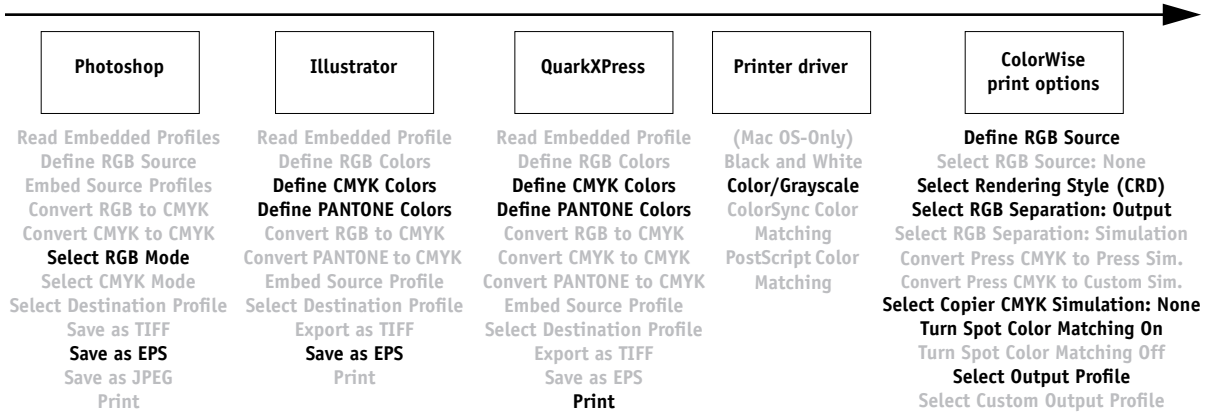 Photoshop
Read Embedded Profiles
Define RGB Source
Embed Source Profiles
Convert RGB to CMYK
Convert CMYK to CMYK
Select RGB Mode
Select CMYK Mode
Select Destination Profile
Save as TIFF
Save as EPS
Save as JPEG
Print
Illustrator
Read Embedded Profile
Define RGB Colors
Define CMYK Colors
Define PANTONE Colors
Convert RGB to CMYK
Convert PANTONE to CMYK
Embed Source Profile
Select Destination Profile
Export as TIFF
Save as EPS
Print
QuarkXPress
Read Embedded Profile
Define RGB Colors
Define CMYK Colors
Define PANTONE Colors
Convert RGB to CMYK
Convert CMYK to CMYK
Convert PANTONE to CMYK
Embed Source Profile
Select Destination Profile
Export as TIFF
Save as EPS
Print
Printer driver
(Mac OS-Only)
Black and White
Color/Grayscale
ColorSync Color
Matching
PostScript Color
Matching
ColorWise
print options
Define RGB Source
Select RGB Source: None
Select Rendering Style (CRD)
Select RGB Separation: Output
Select RGB Separation: Simulation
Convert Press CMYK to Press Sim.
Convert Press CMYK to Custom Sim.
Select Copier CMYK Simulation: None
Turn Spot Color Matching On
Turn Spot Color Matching Off
Select Output Profile
Select Custom Output Profile